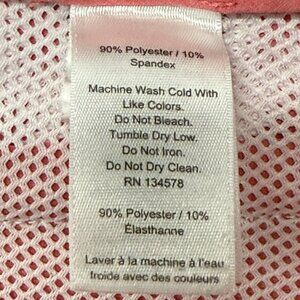 90% Polyester / 10%
Spandex
Machine Wash Cold With
Like Colors.
Do Not Bleach.
Tumble Dry Low.
Do Not Iron.
Do Not Dry Clean.
RN 134578
90% Polyester / 10%
Élasthanne
Laver à la machine à l'eau
froide avec des couleurs